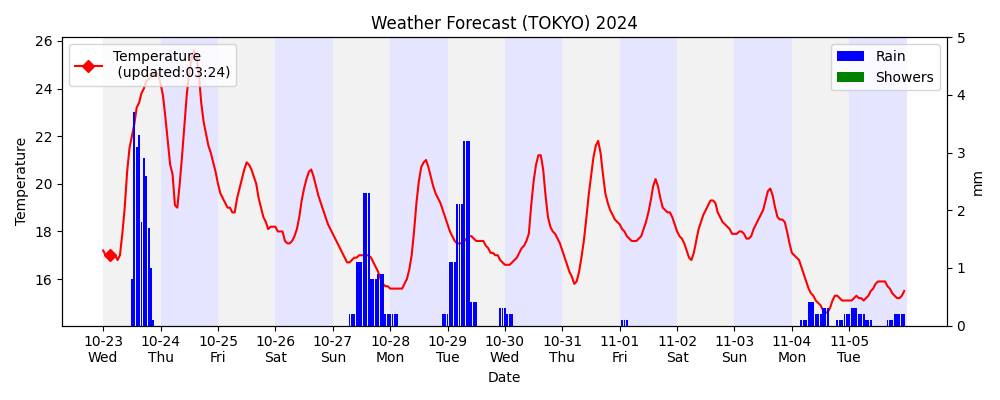 Weather Forecast (TOKYO) 2024
Temperature
(updated:03:24)
Rain
Showers
Temperature
26
24
22
20
18
16
5
4
3
2
1
0
mm
10-23 10-24 10-25 10-26 10-27 10-28 10-29 10-30 10-31 11-01 11-02 11-03 11-04 11-05
Wed Thu Fri Sat Sun Mon Tue Wed Thu Fri Sat Sun Mon Tue
Date